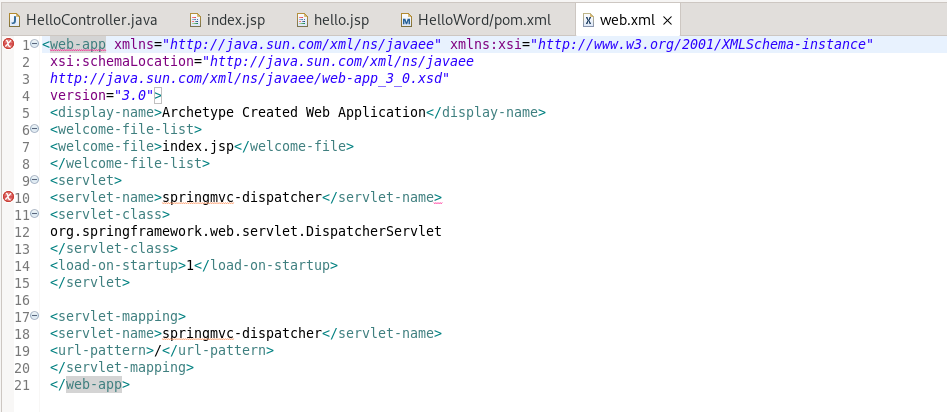 HelloController.java index.jsp hello.jsp HelloWord/pom.xml web.xml
1 <web-app xmlns="http://java.sun.com/xml/ns/javaee" xmlns:xsi="http://www.w3.org/2001/XMLSchema-instance"
2 xsi:schemaLocation="http://java.sun.com/xml/ns/javaee
3 http://java.sun.com/xml/ns/javaee/web-app_3_0.xsd"
4 version="3.0">
5 <display-name>Archetype Created Web Application</display-name>
6 <welcome-file-list>
7 <welcome-file>index.jsp</welcome-file>
8 </welcome-file-list>
9 <servlet>
10 <servlet-name>springmvc-dispatcher</servlet-name>
11 <servlet-class>
12 org.springframework.web.servlet.DispatcherServlet
13 </servlet-class>
14 <load-on-startup>1</load-on-startup>
15 </servlet>
16
17 <servlet-mapping>
18 <servlet-name>springmvc-dispatcher</servlet-name>
19 <url-pattern>/</url-pattern>
20 </servlet-mapping>
21 </web-app>